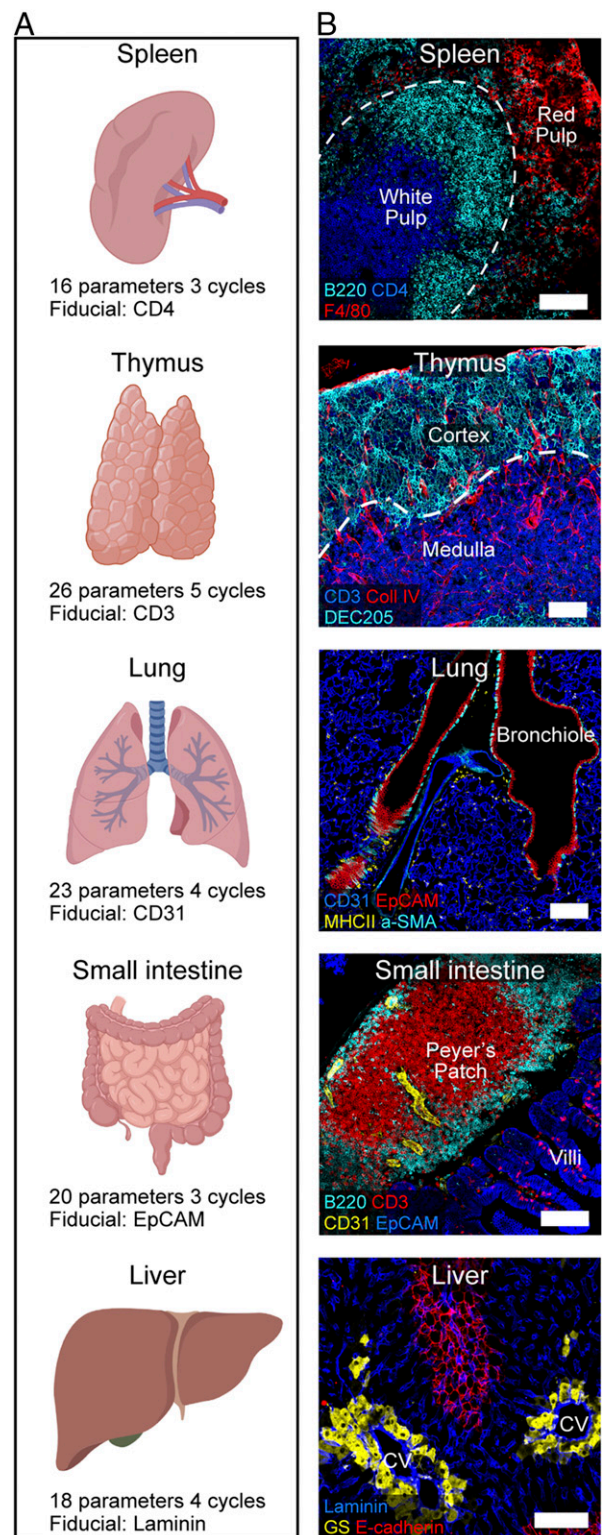 A
Spleen
16 parameters 3 cycles
Fiducial: CD4
Thymus
26 parameters 5 cycles
Fiducial: CD3
Lung
23 parameters 4 cycles
Fiducial: CD31
Small intestine
20 parameters 3 cycles
Fiducial: EpCAM
Liver
18 parameters 4 cycles
Fiducial: Laminin
B
Spleen
Red
Pulp
White
Pulp
B220 CD4
F4/80
Thymus
Cortex
Medulla
CD3 Coll IV
DEC205
Lung
Bronchiole
CD31 EpCAM
MHCII a-SMA
Small intestine
Peyer's
Patch
Villi
B220 CD3
CD31 EpCAM
Liver
CV
CV
Laminin
GS E-cadherin